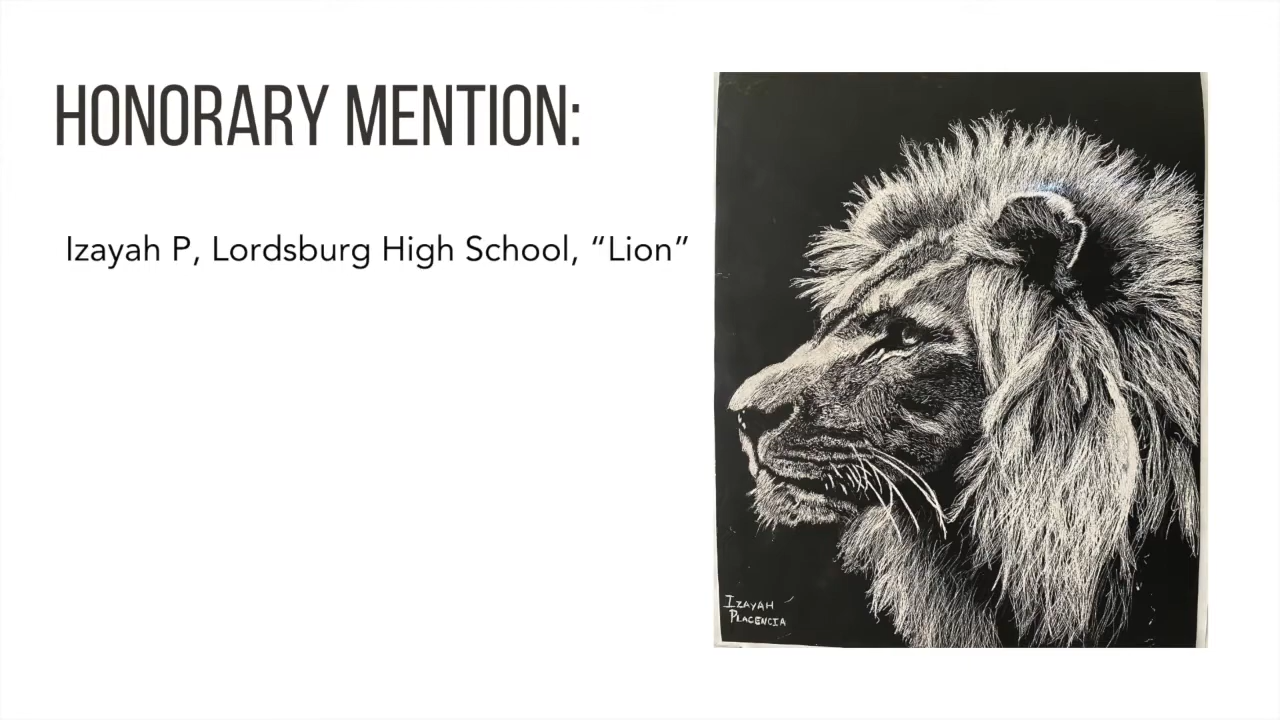 HONORARY MENTION:
Izayah P, Lordsburg High School, “Lion”
IZAYAH
PLACENCIA